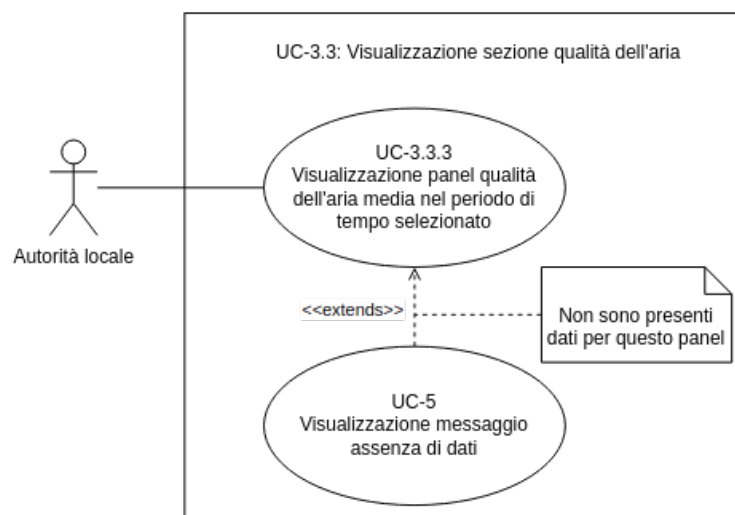 UC-3.3: Visualizzazione sezione qualità dell'aria
UC-3.3.3
Visualizzazione panel qualità
dell'aria media nel periodo di
tempo selezionato
Autorità locale
<<extends>>
Non sono presenti
dati per questo panel
UC-5
Visualizzazione messaggio
assenza di dati